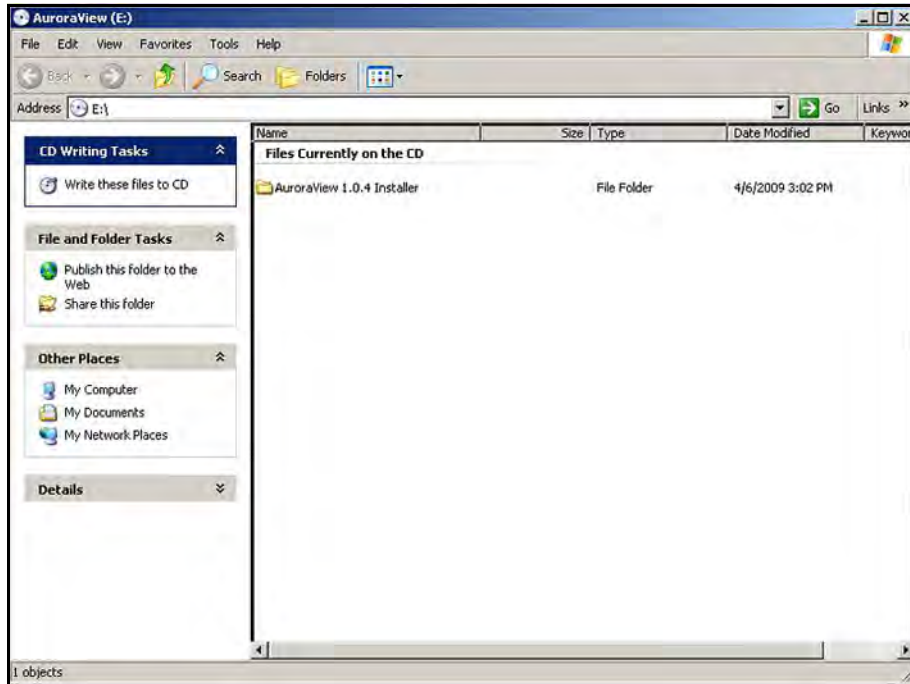 AuroraView (E:)
File Edit View Favorites Tools Help
Back Search Folders
Address E:\ Go Links »
Name Size Type Date Modified Keywor
CD Writing Tasks
Files Currently on the CD
Write these files to CD
AuroraView 1.0.4 Installer File Folder 4/6/2009 3:02 PM
File and Folder Tasks
Publish this folder to the
Web
Share this folder
Other Places
My Computer
My Documents
My Network Places
Details
1 objects